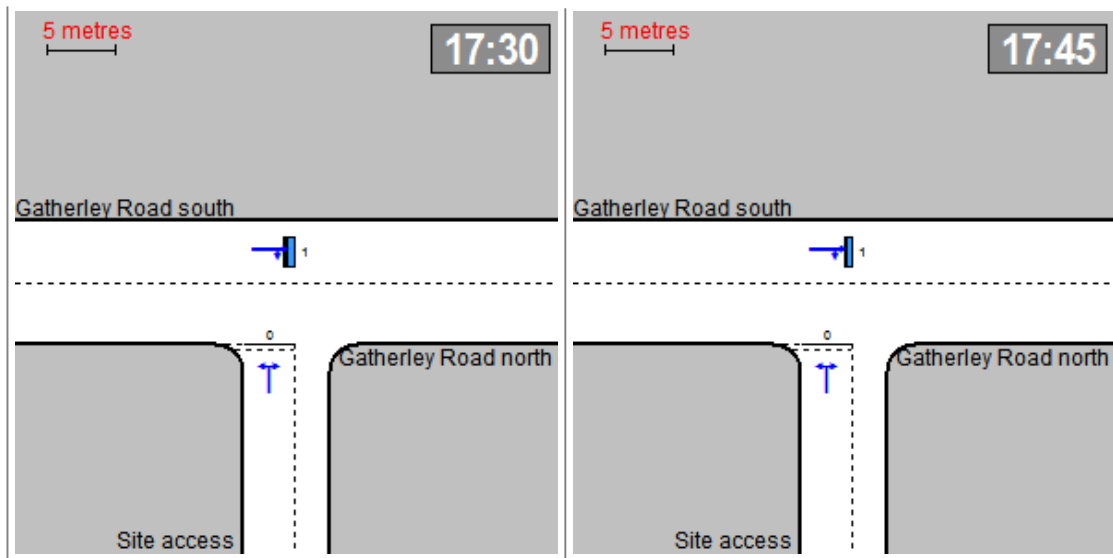 5 metres
17:30
Gatherley Road south
1
0
Gatherley Road north
Site access
5 metres
17:45
Gatherley Road south
1
0
Gatherley Road north
Site access